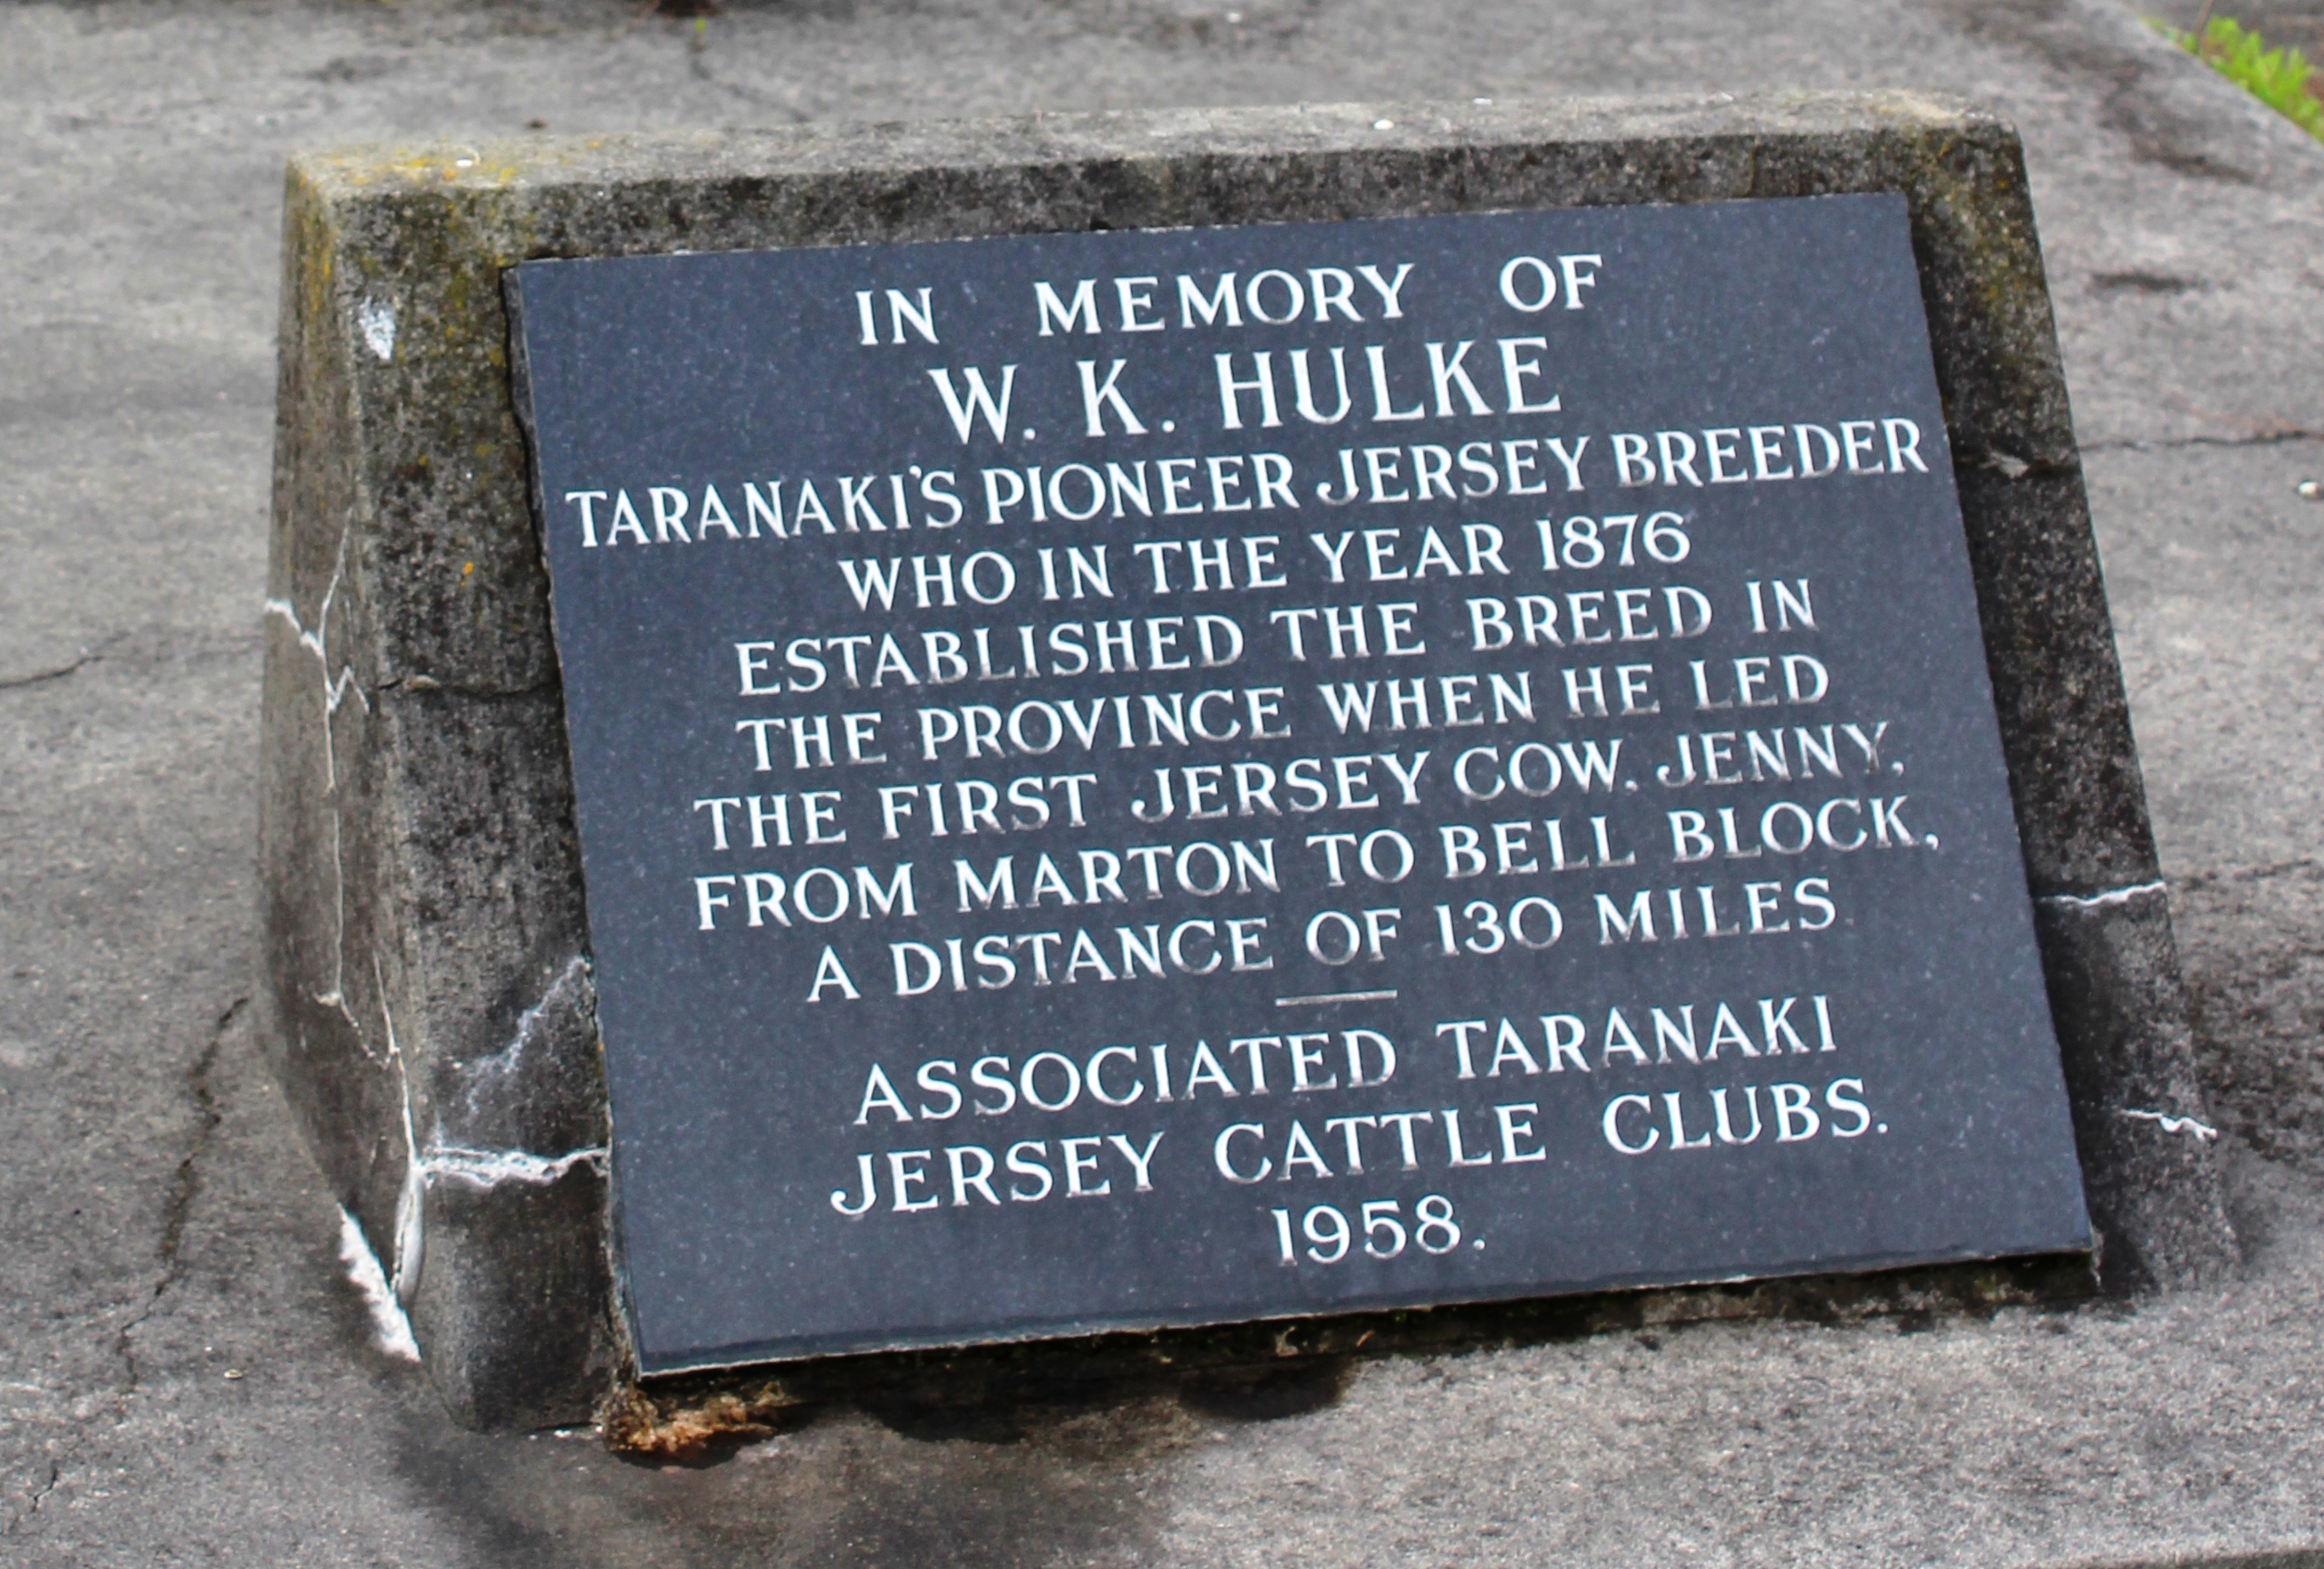 IN MEMORY OF
W. K. HULKE
TARANAKI'S PIONEER JERSEY BREEDER
WHO IN THE YEAR 1876
ESTABLISHED THE BREED IN
THE PROVINCE WHEN HE LED
THE FIRST JERSEY COW, JENNY,
FROM MARTON TO BELL BLOCK,
A DISTANCE OF 130 MILES
ASSOCIATED TARANAKI
JERSEY CATTLE CLUBS.
1958.